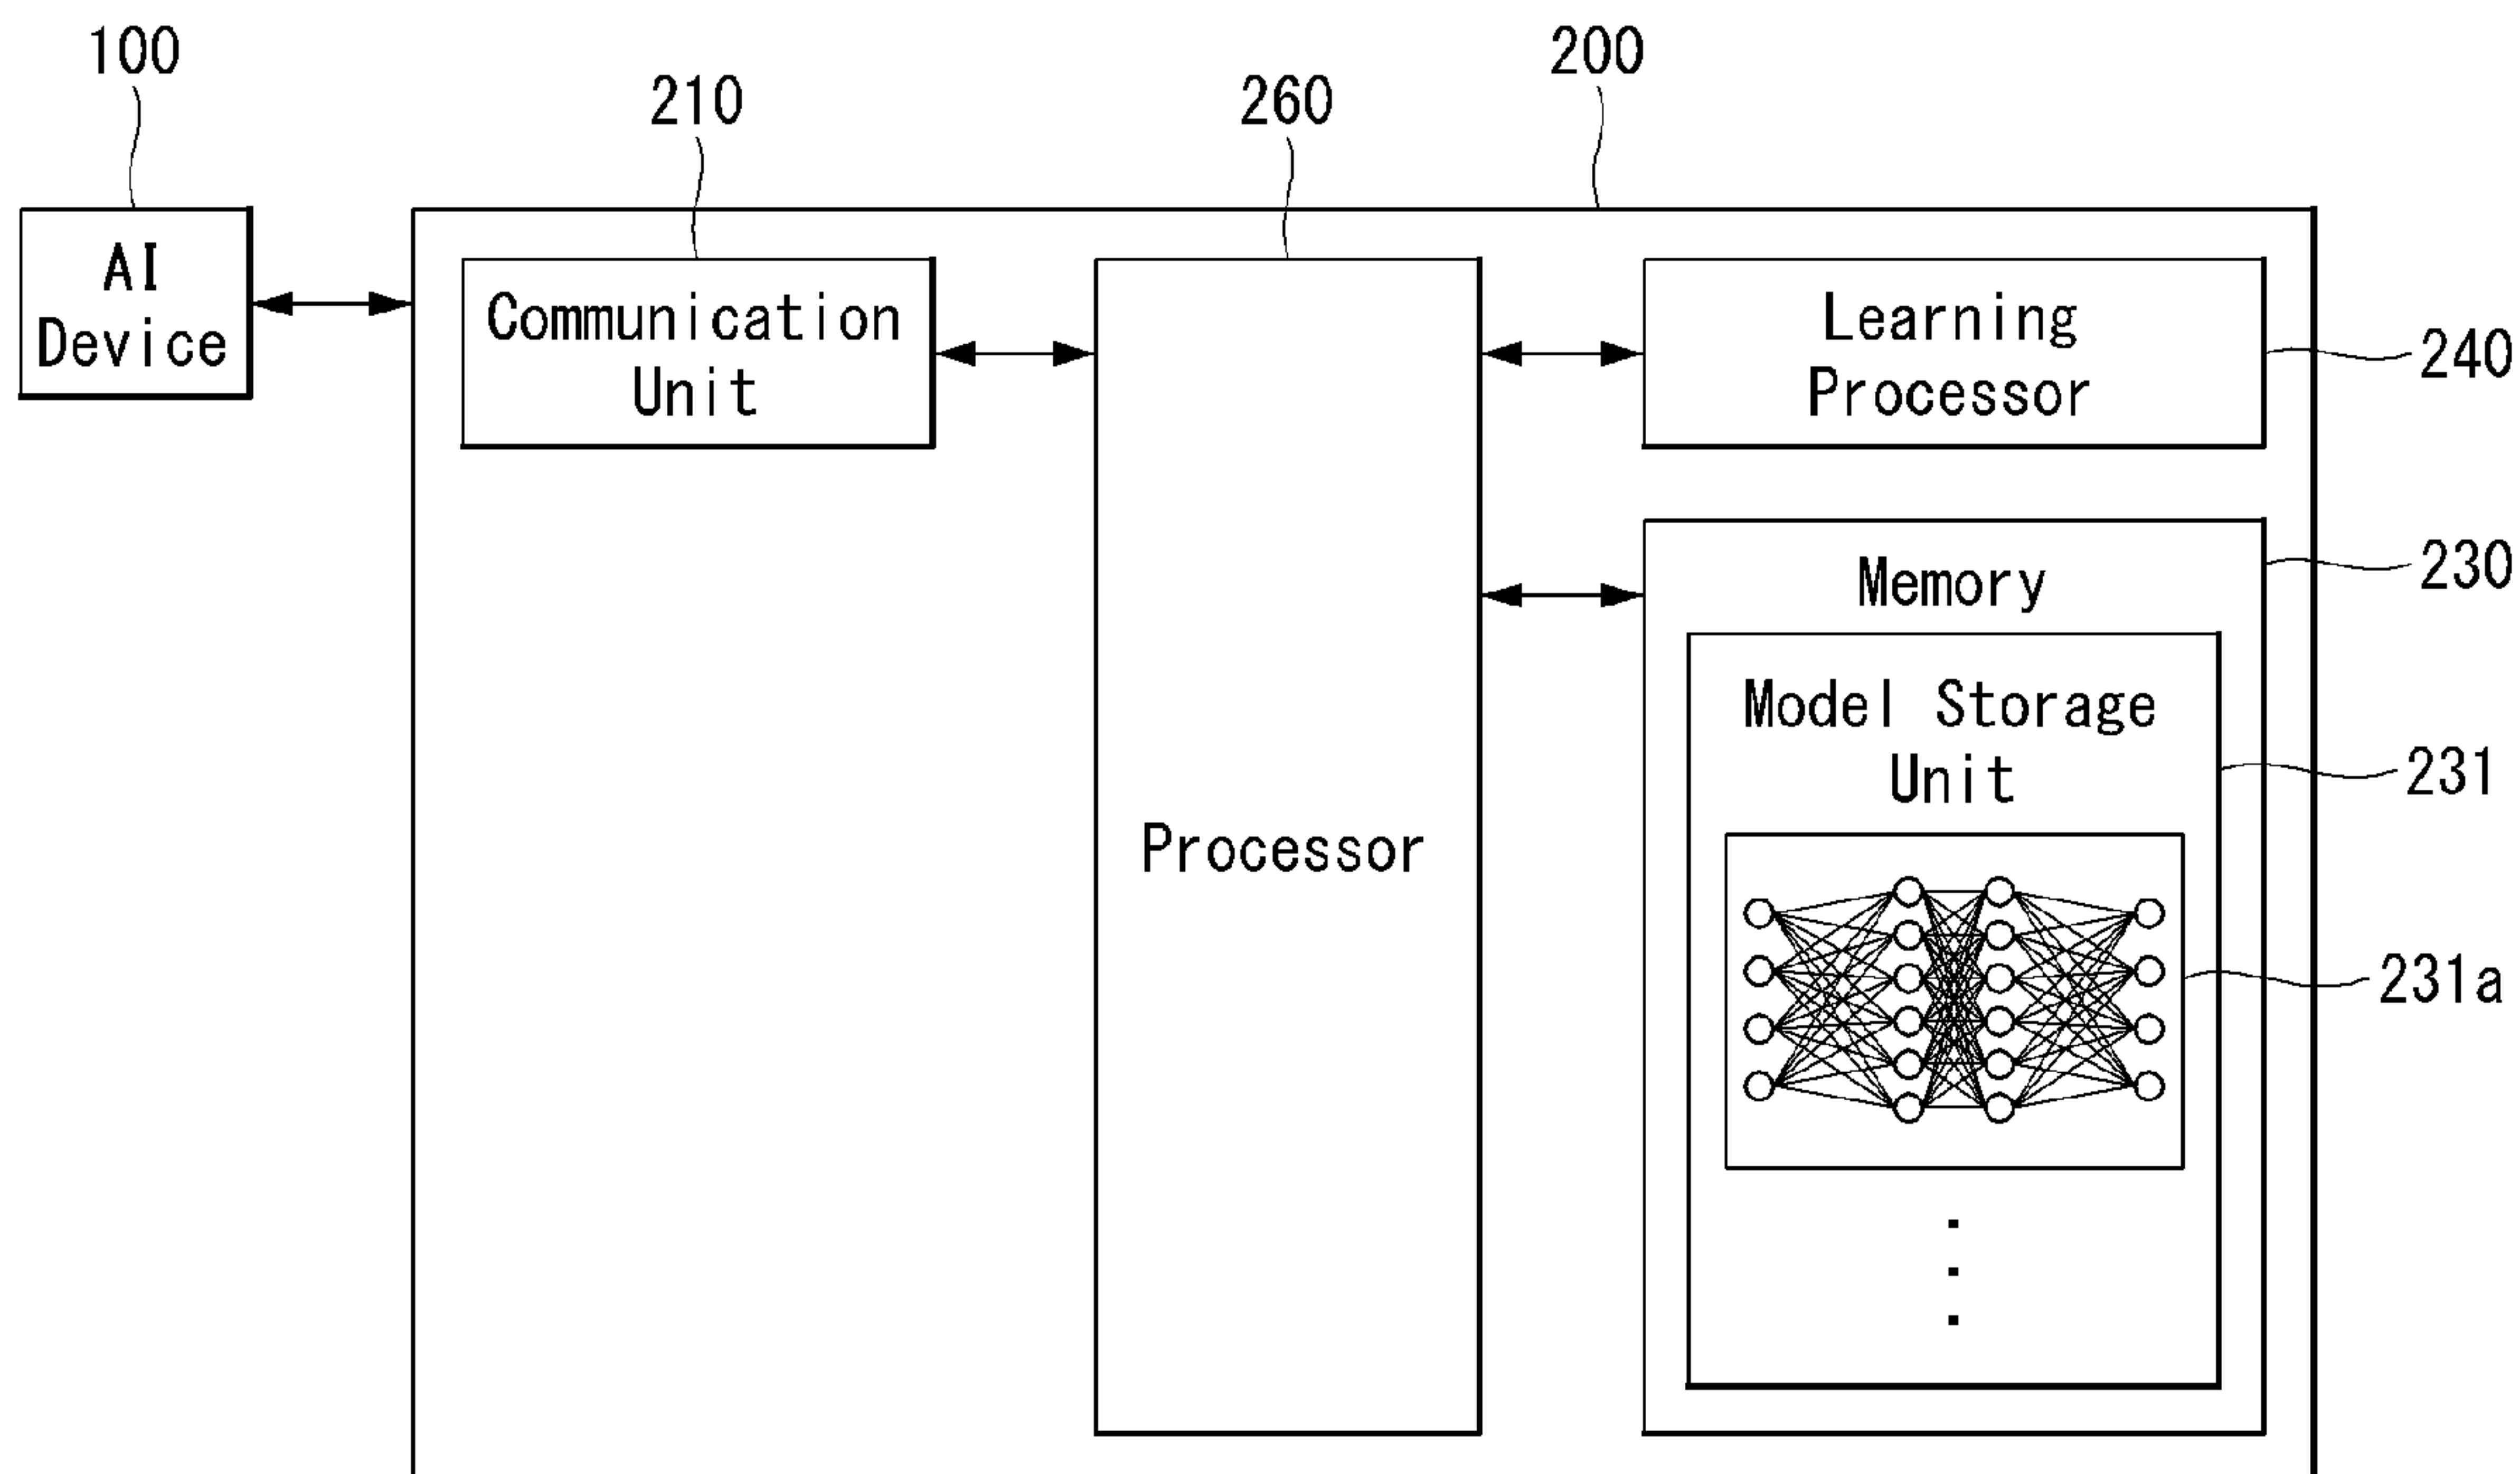 100
210
260
200
AI
Device
Communication
Unit
Learning
Processor
240
230
Memory
Model Storage
Unit
231
Processor
231a